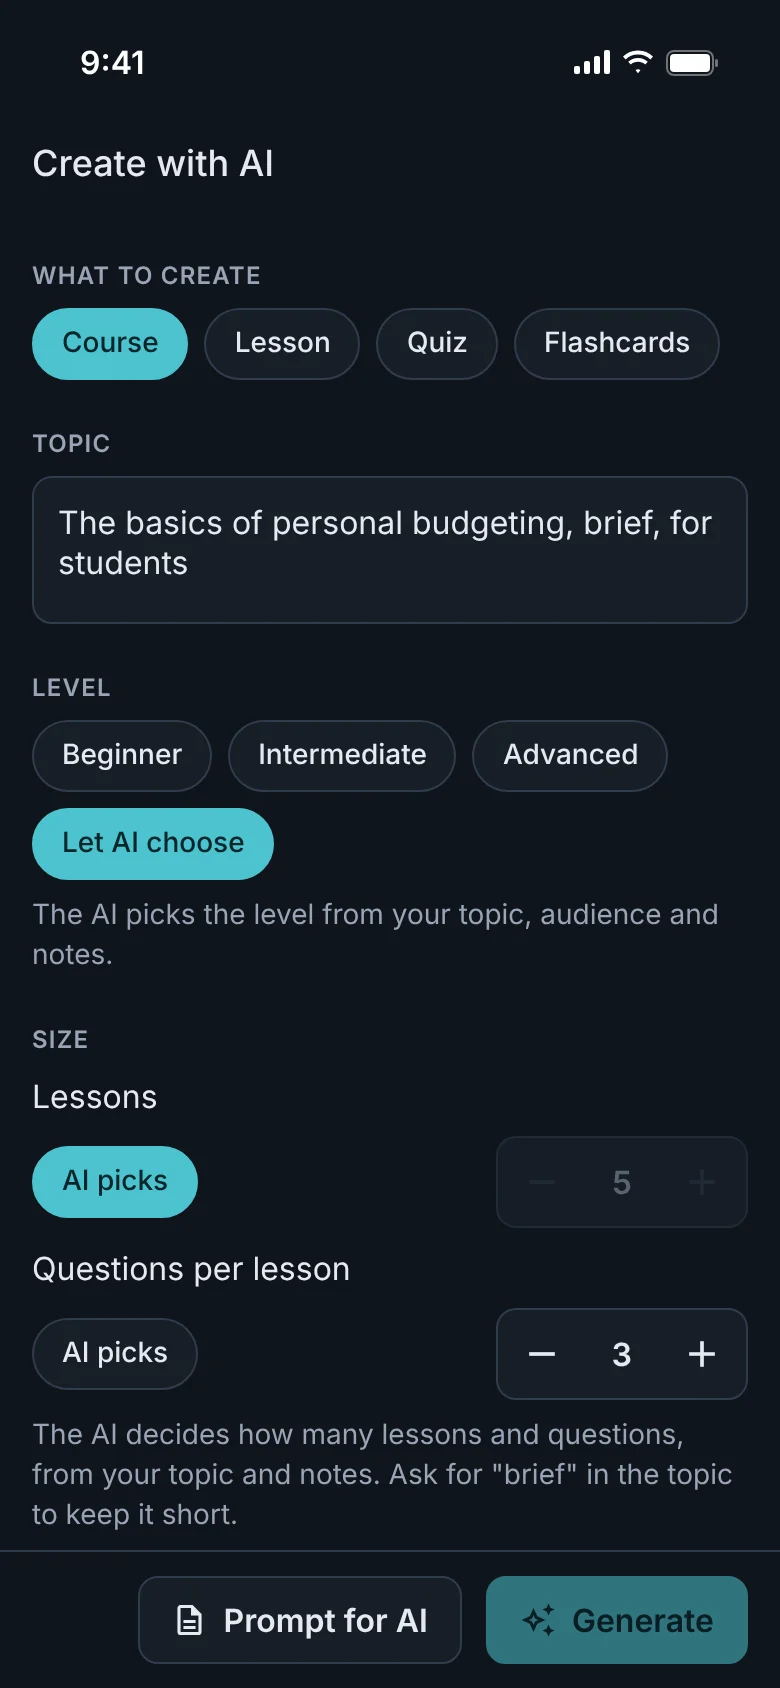 9:41
Create with AI
WHAT TO CREATE
Course
Lesson
Quiz
Flashcards
TOPIC
The basics of personal budgeting, brief, for
students
LEVEL
Beginner
Intermediate
Advanced
Let AI choose
The AI picks the level from your topic, audience and
notes.
SIZE
Lessons
AI picks
5
Questions per lesson
AI picks
3
The AI decides how many lessons and questions,
from your topic and notes. Ask for "brief" in the topic
to keep it short.
Prompt for AI
Generate